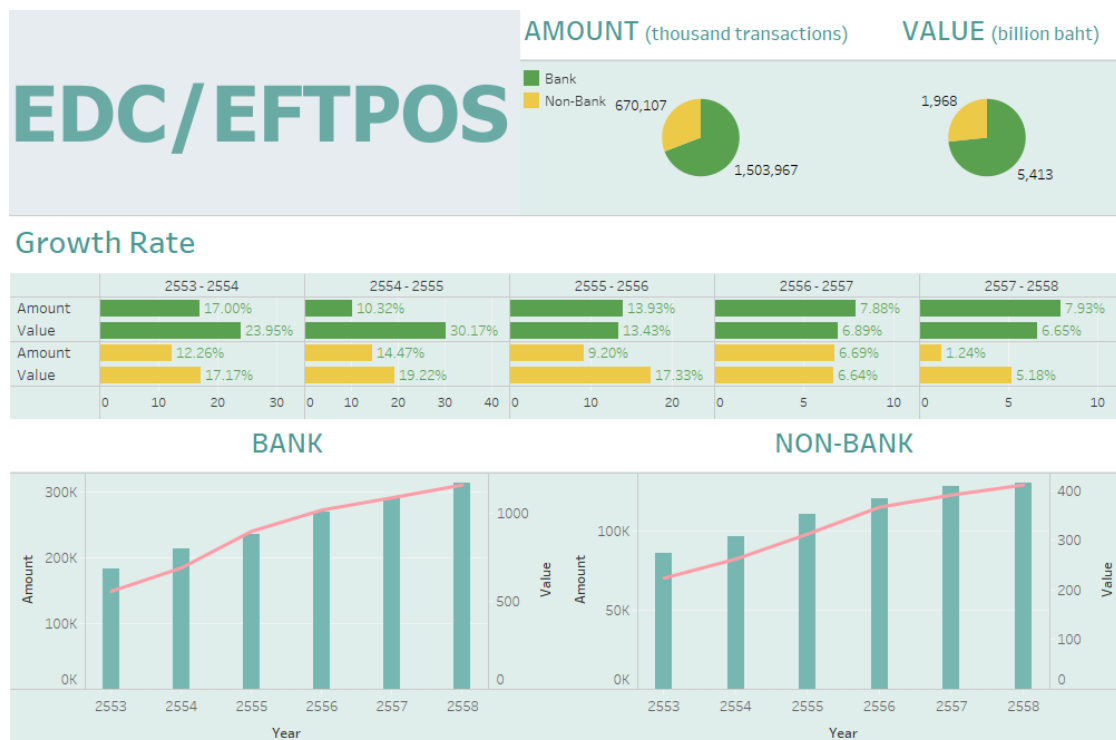 EDC/EFTPOS
AMOUNT (thousand transactions)
VALUE (billion baht)
Bank
Non-Bank
670,107
1,503,967
1,968
5,413
Growth Rate
2553 - 2554 2554 - 2555 2555 - 2556 2556 - 2557 2557 - 2558
Amount 17.00% 10.32% 13.93% 7.88% 7.93%
Value 23.95% 30.17% 13.43% 6.89% 6.65%
Amount 12.26% 14.47% 9.20% 6.69% 1.24%
Value 17.17% 19.22% 17.33% 6.64% 5.18%
0 10 20 30 0 10 20 30 40 0 10 20 0 5 10 0 5 10
BANK
300K
200K
100K
0K
Amount
1000
500
0
Value
2553 2554 2555 2556 2557 2558
Year
NON-BANK
100K
50K
0K
Amount
400
300
200
100
0
Value
2553 2554 2555 2556 2557 2558
Year